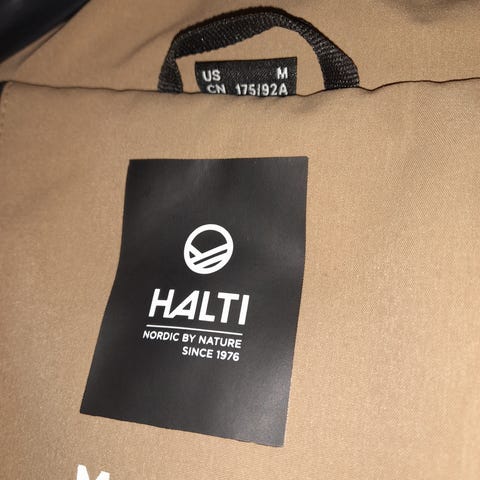 US M
CN 175/92A
HALTI
NORDIC BY NATURE
SINCE 1976
M